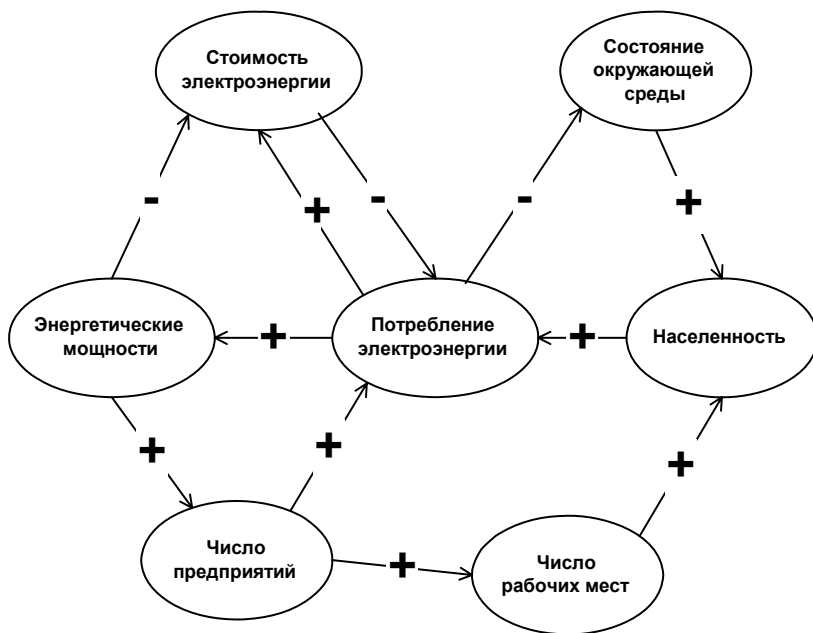 Стоимость
электроэнергии
Состояние
окружающей
среды
-
+
-
-
+
Энергетические
мощности
+
Потребление
электроэнергии
+
Населенность
+
+
+
Число
предприятий
+
Число
рабочих мест